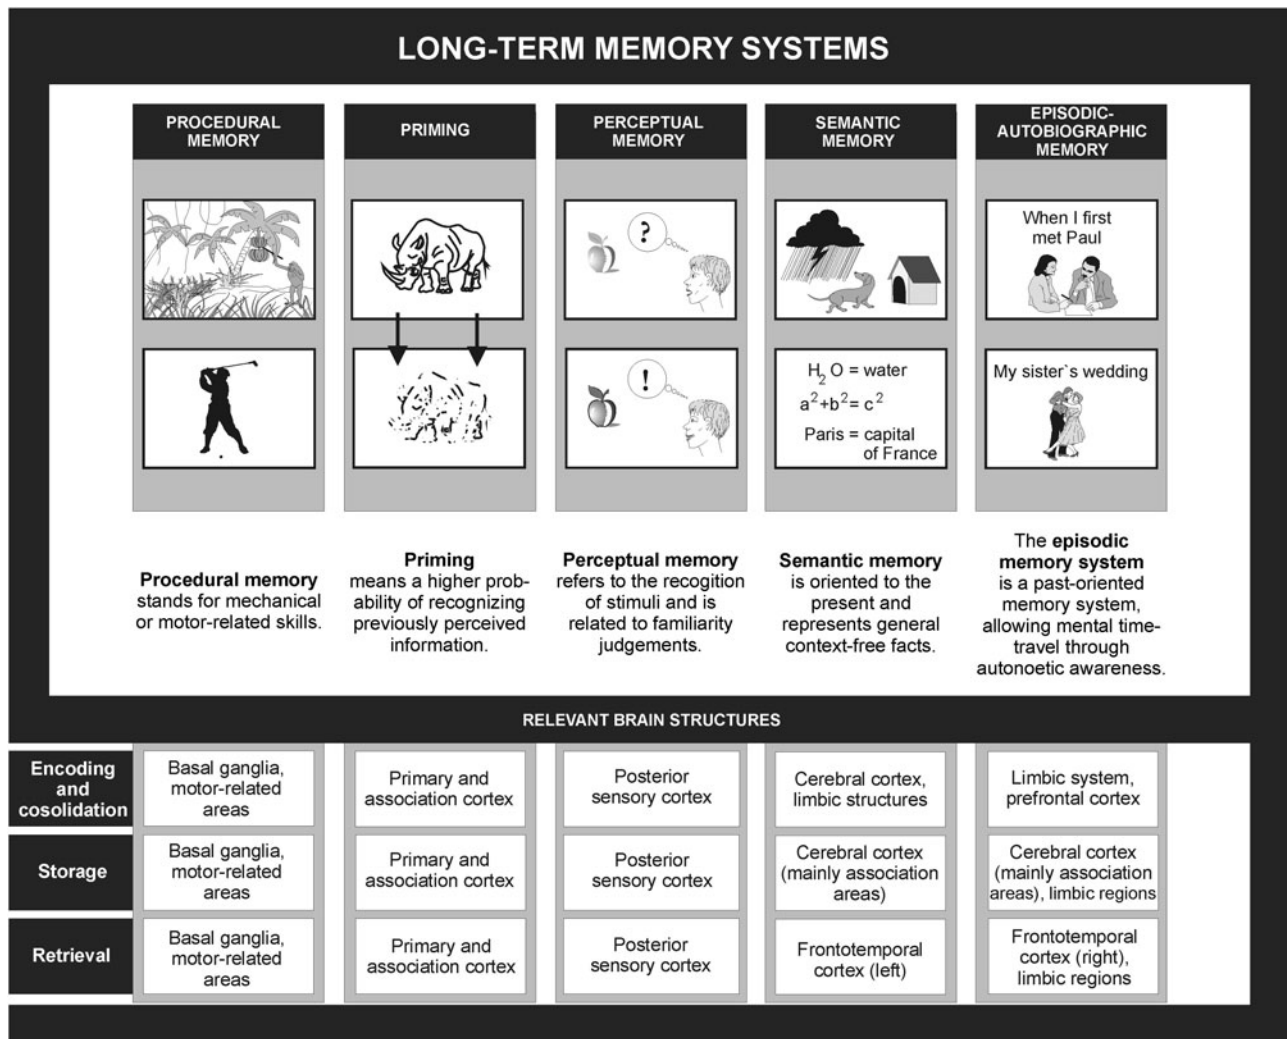 LONG-TERM MEMORY SYSTEMS
PROCEDURAL
MEMORY
PRIMING
PERCEPTUAL
MEMORY
SEMANTIC
MEMORY
EPISODIC-
AUTOBIOGRAPHIC
MEMORY
?
When I first
met Paul
!
H2O = water
a²+b²= c²
Paris = capital
of France
My sister`s wedding
Procedural memory
stands for mechanical
or motor-related skills.
Priming
means a higher prob-
ability of recognizing
previously perceived
information.
Perceptual memory
refers to the recogition
of stimuli and is
related to familiarity
judgements.
Semantic memory
is oriented to the
present and
represents general
context-free facts.
The episodic
memory system
is a past-oriented
memory system,
allowing mental time-
travel through
autonoetic awareness.
RELEVANT BRAIN STRUCTURES
Encoding
and
cosolidation
Basal ganglia,
motor-related
areas
Primary and
association cortex
Posterior
sensory cortex
Cerebral cortex,
limbic structures
Limbic system,
prefrontal cortex
Storage
Basal ganglia,
motor-related
areas
Primary and
association cortex
Posterior
sensory cortex
Cerebral cortex
(mainly association
areas)
Cerebral cortex
(mainly association
areas), limbic regions
Retrieval
Basal ganglia,
motor-related
areas
Primary and
association cortex
Posterior
sensory cortex
Frontotemporal
cortex (left)
Frontotemporal
cortex (right),
limbic regions